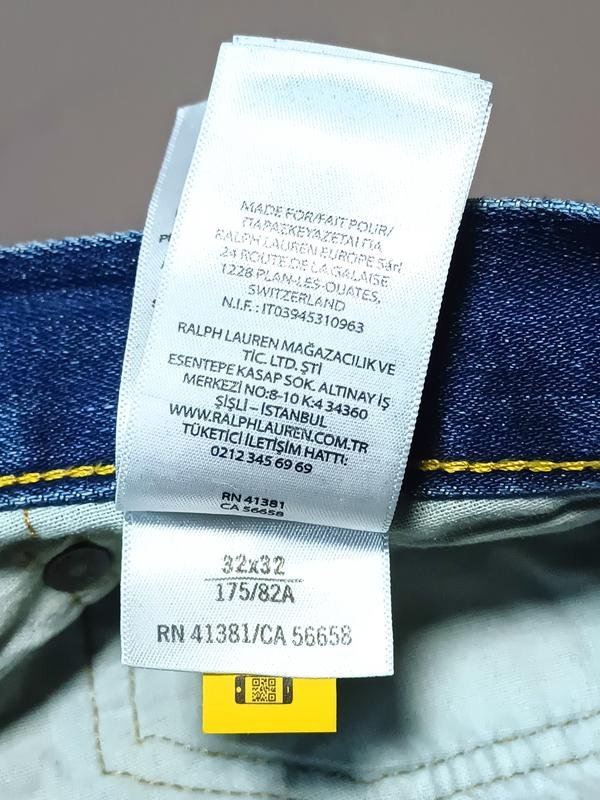 MADE FOR/FAIT POUR/
ΠΑΡΑΣΚΕΥΑΖΕΤΑΙ ΓΙΑ
RALPH LAUREN EUROPE Sàrl
24 ROUTE DE LA GALAISE
1228 PLAN-LES-OUATES,
SWITZERLAND
N.I.F.: IT03945310963
RALPH LAUREN MAĞAZACILIK VE
TİC. LTD. ŞTİ
ESENTEPE KASAP SOK. ALTINAY İŞ
MERKEZİ NO:8-10 K:4 34360
ŞİŞLİ – İSTANBUL
WWW.RALPHLAUREN.COM.TR
TÜKETİCİ İLETİŞİM HATTI:
0212 345 69 69
RN 41381
CA 56658
32x32
175/82A
RN 41381/CA 56658